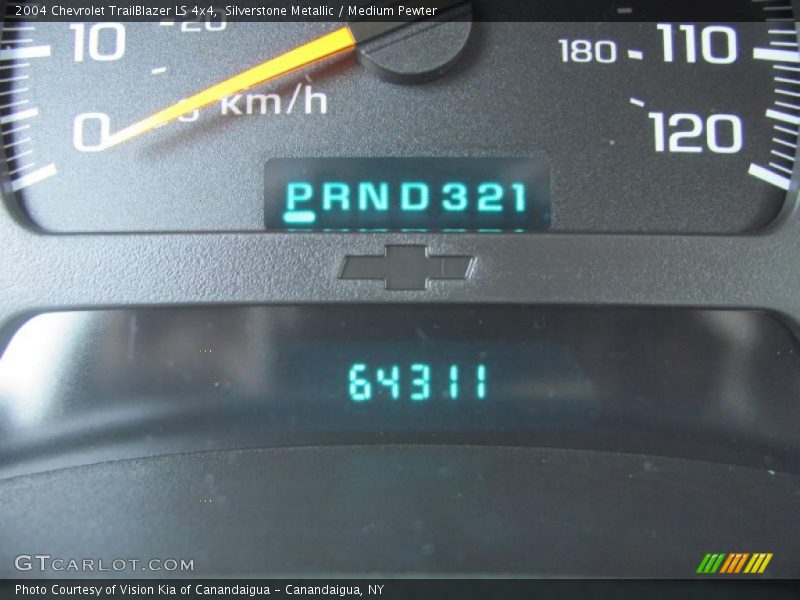 2004 Chevrolet TrailBlazer LS 4x4, Silverstone Metallic / Medium Pewter
10 20 180 110
km/h
0 120
PRND321
64311
GTCARLOT.COM
Photo Courtesy of Vision Kia of Canandaigua - Canandaigua, NY